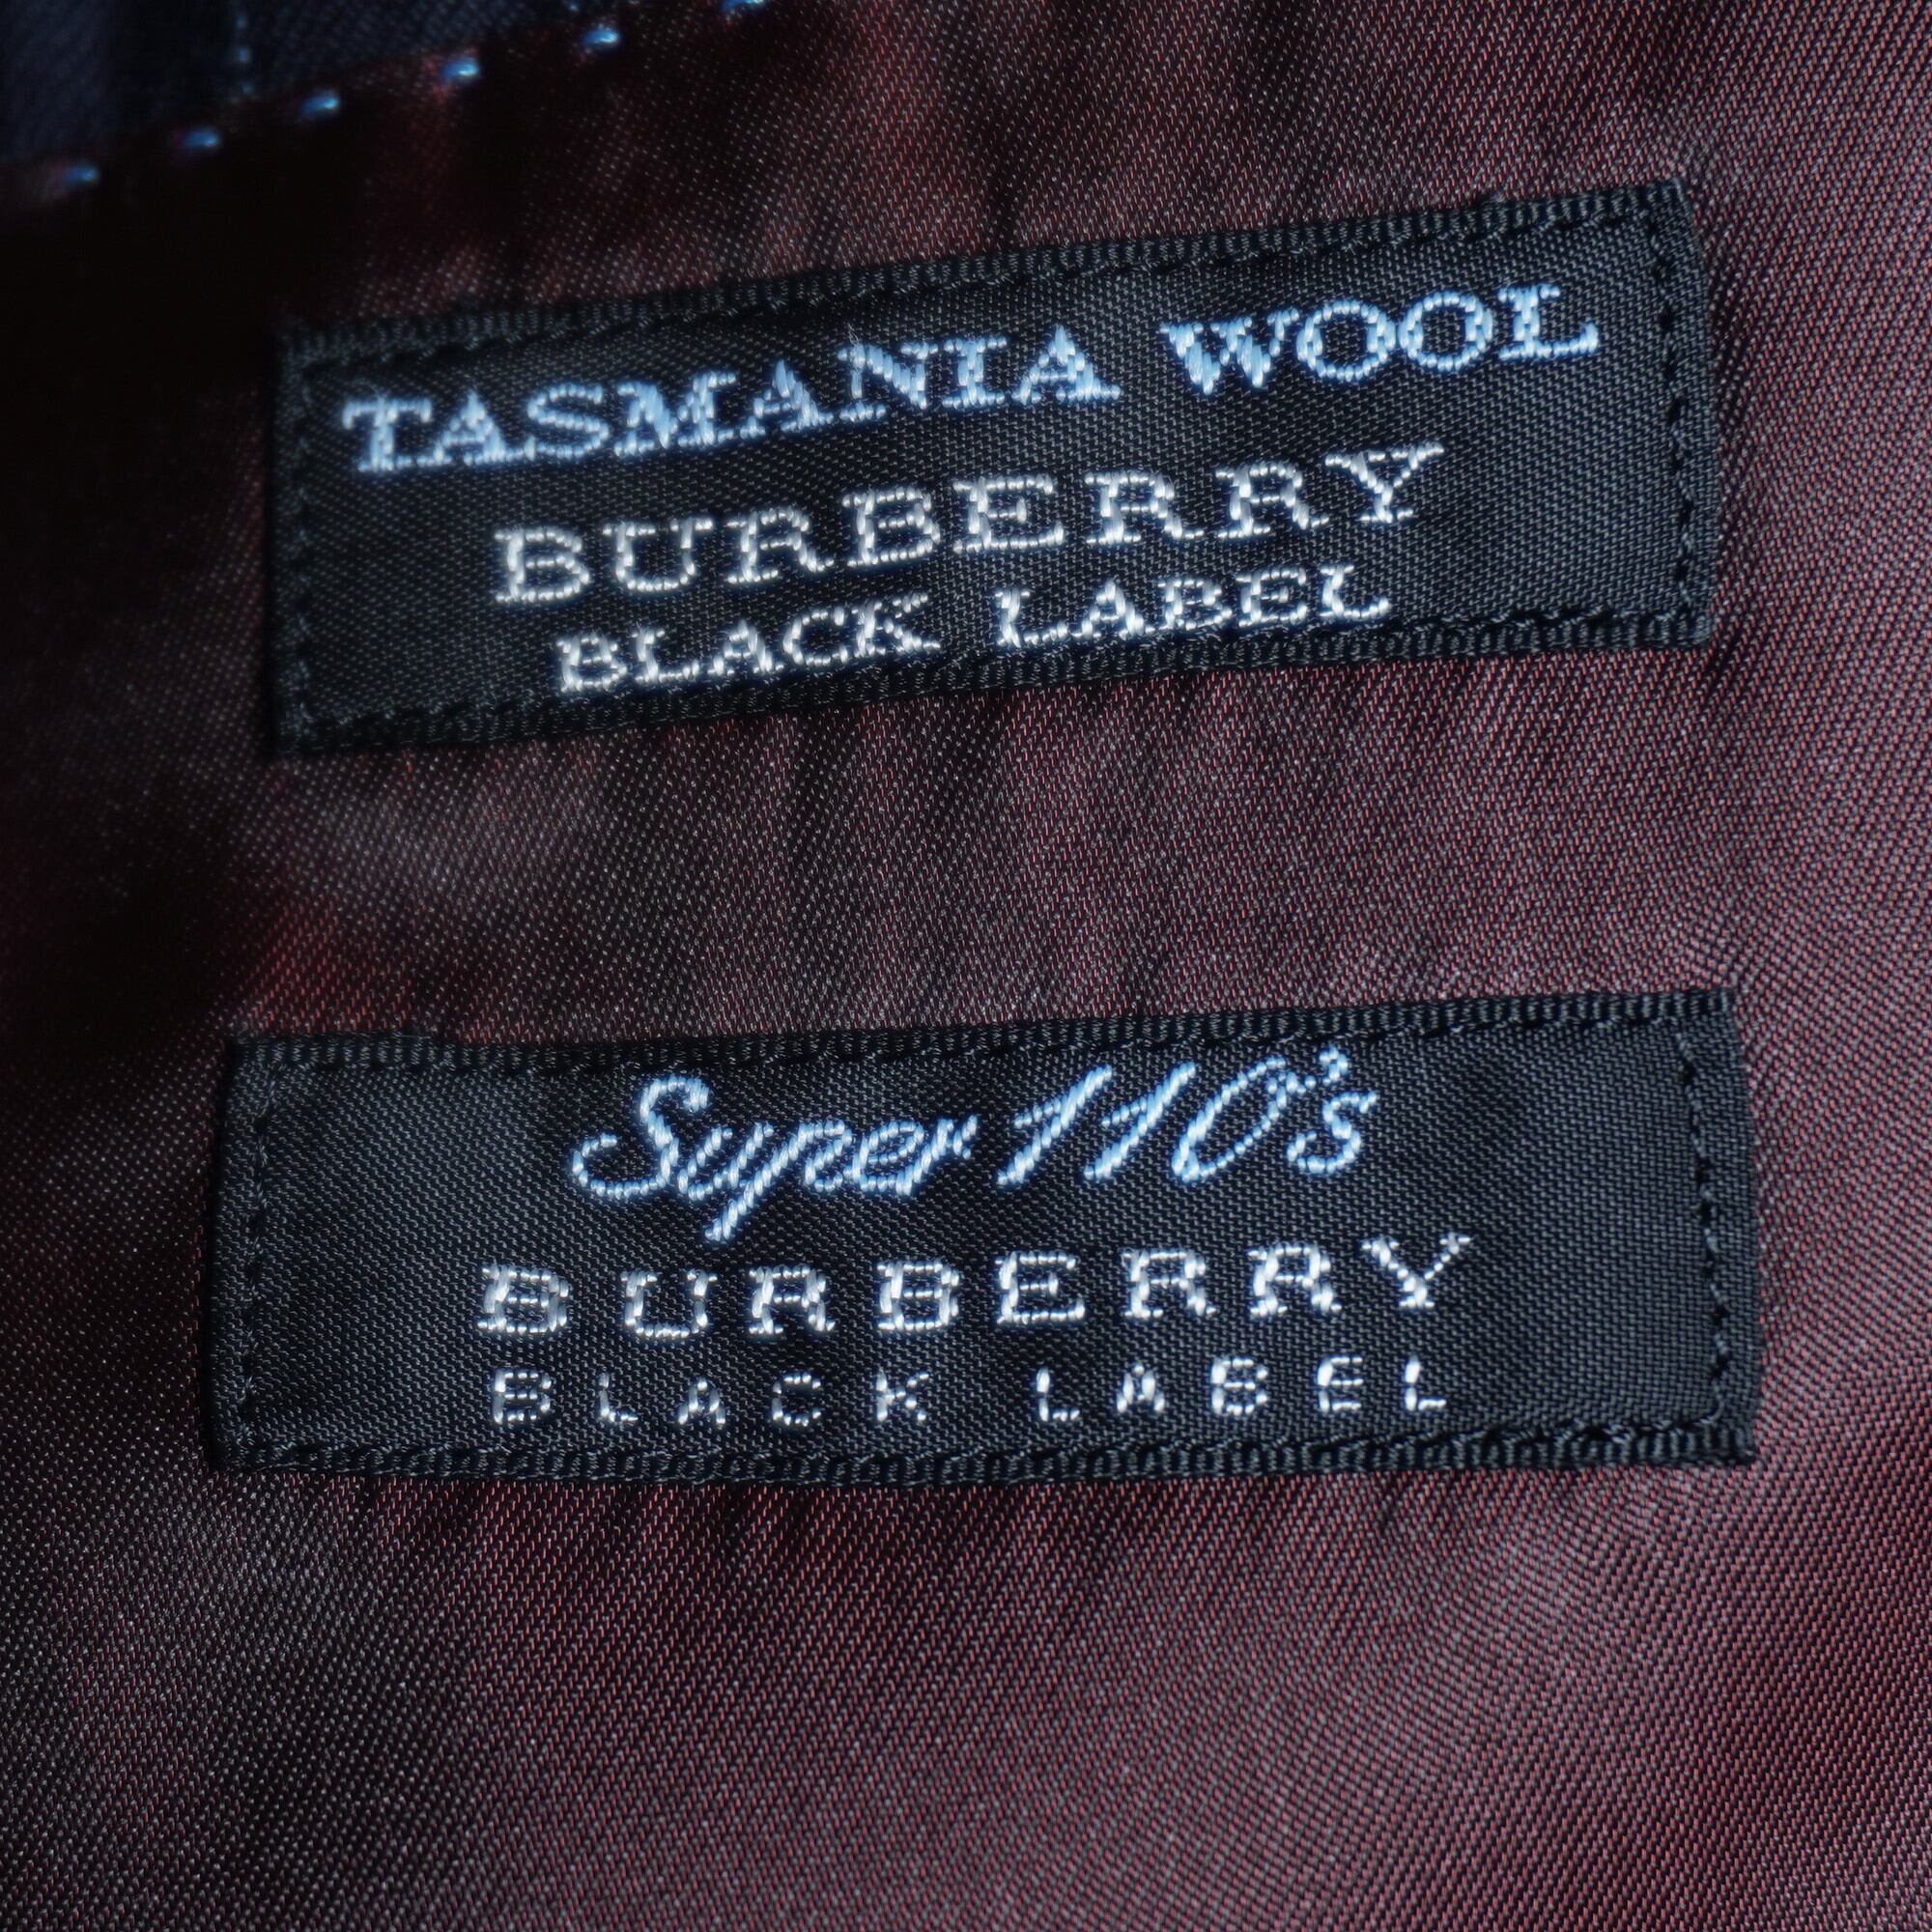 TASMANIA WOOL
BURBERRY
BLACK LABEL
Super 110's
BURBERRY
BLACK LABEL